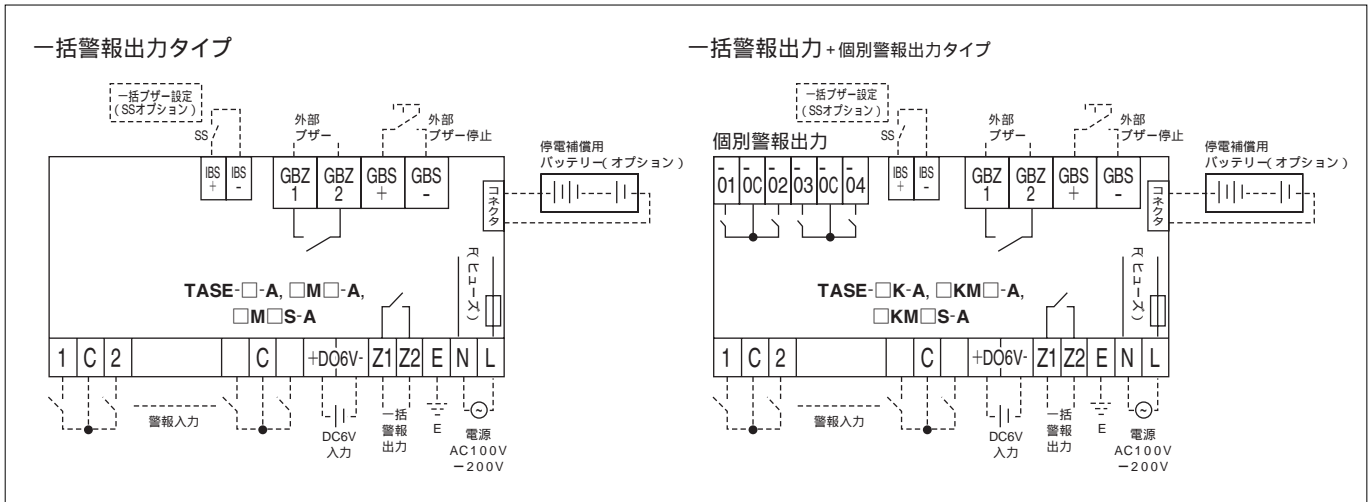 一括警報出力タイプ
一括ブザー設定
(SSオプション)
SS
外部
ブザー
外部
ブザー停止
停電補償用
バッテリー(オプション)
IBS
+
IBS
-
GBZ
1
GBZ
2
GBS
+
GBS
-
コネクタ
F(ヒューズ)
TASE-□-A, □M□-A,
□M□S-A
1 C 2 C +DO6V- Z1 Z2 E N L
警報入力
DC6V
入力
一括
警報
出力
E
電源
AC100V
-200V
一括警報出力+個別警報出力タイプ
一括ブザー設定
(SSオプション)
SS
外部
ブザー
外部
ブザー停止
停電補償用
バッテリー(オプション)
個別警報出力
-01 -0C -02 -03 -0C -04
IBS
+
IBS
-
GBZ
1
GBZ
2
GBS
+
GBS
-
コネクタ
F(ヒューズ)
TASE-□K-A, □KM□-A,
□KM□S-A
1 C 2 C +DO6V- Z1 Z2 E N L
警報入力
DC6V
入力
一括
警報
出力
E
電源
AC100V
-200V